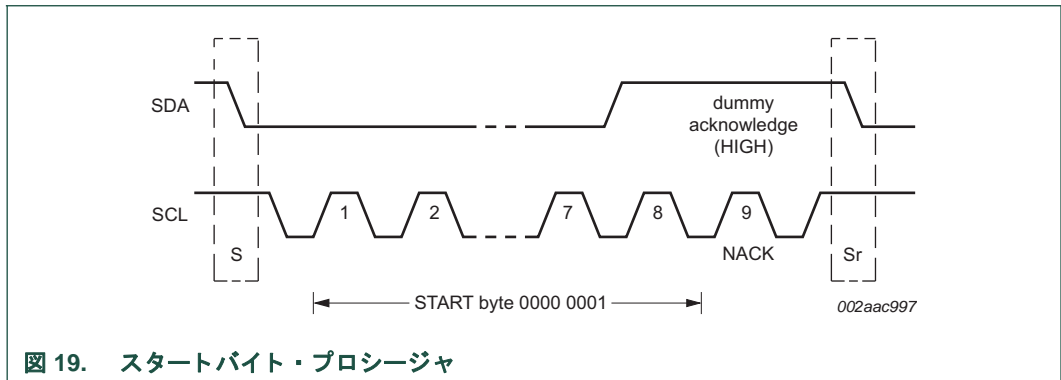 SDA
dummy
acknowledge
(HIGH)
SCL
1 2 7 8 9
S NACK Sr
START byte 0000 0001
002aac997
図 19. スタートバイト・プロシージャ